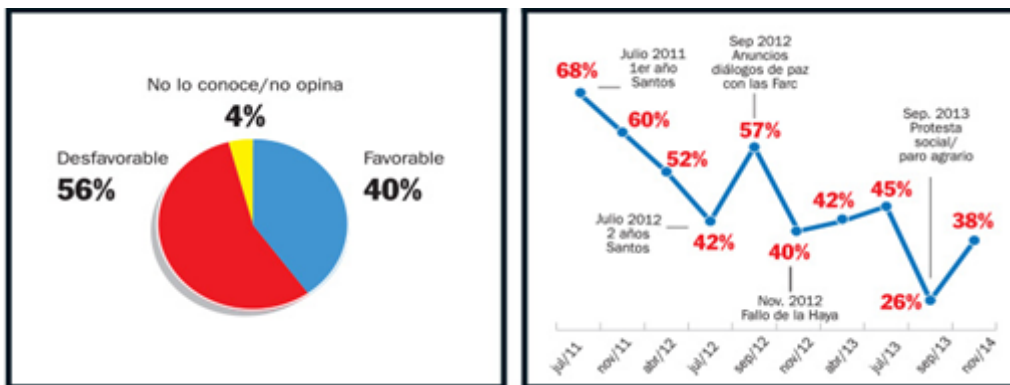 No lo conoce/no opina
4%
Desfavorable
56%
Favorable
40%
68%
Julio 2011
1er año
Santos
60%
52%
Julio 2012
2 años
Santos
42%
Sep 2012
Anuncios
diálogos de paz
con las Farc
57%
40%
Nov. 2012
Fallo de la Haya
42%
45%
Sep. 2013
Protesta
social/
paro agrario
26%
38%
jul/11
nov/11
abr/12
jul/12
sep/12
nov/12
abr/13
jul/13
sep/13
nov/14